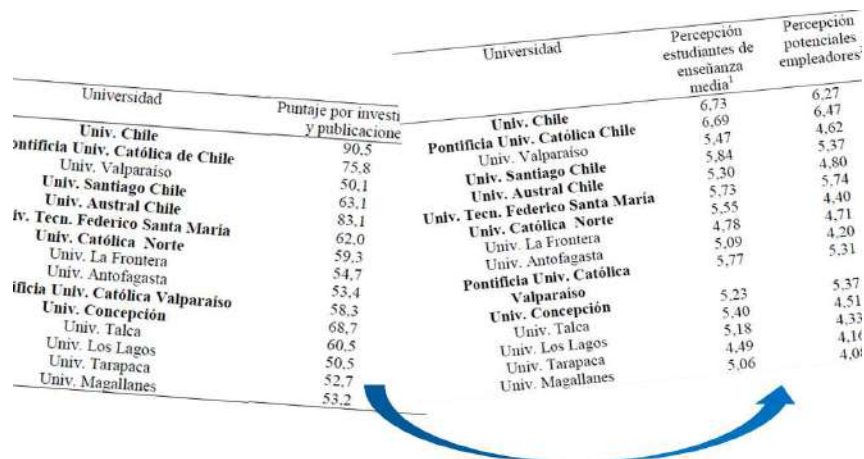 Universidad Puntaje por investi
y publicacione
Univ. Chile 90,5
ontificia Univ. Católica de Chile 75,8
Univ. Valparaíso 50,1
Univ. Santiago Chile 63,1
Univ. Austral Chile 83,1
iv. Tecn. Federico Santa María 62,0
Univ. Católica Norte 59,3
Univ. La Frontera 54,7
Univ. Antofagasta 53,4
ificia Univ. Católica Valparaíso 58,3
Univ. Concepción 68,7
Univ. Talca 60,5
Univ. Los Lagos 50,5
Univ. Tarapaca 52,7
Univ. Magallanes 53,2
Universidad Percepción Percepción
estudiantes de potenciales
enseñanza empleadores
media¹
Univ. Chile 6,73 6,27
Pontificia Univ. Católica Chile 6,69 6,47
Univ. Valparaíso 5,47 4,62
Univ. Santiago Chile 5,84 5,37
Univ. Austral Chile 5,30 4,80
Univ. Tecn. Federico Santa María 5,73 5,74
Univ. Católica Norte 5,55 4,40
Univ. La Frontera 4,78 4,71
Univ. Antofagasta 5,09 4,20
Pontificia Univ. Católica 5,77 5,31
Valparaíso
Univ. Concepción 5,23 5,37
Univ. Talca 5,40 4,51
Univ. Los Lagos 5,18 4,33
Univ. Tarapaca 4,49 4,16
Univ. Magallanes 5,06 4,08